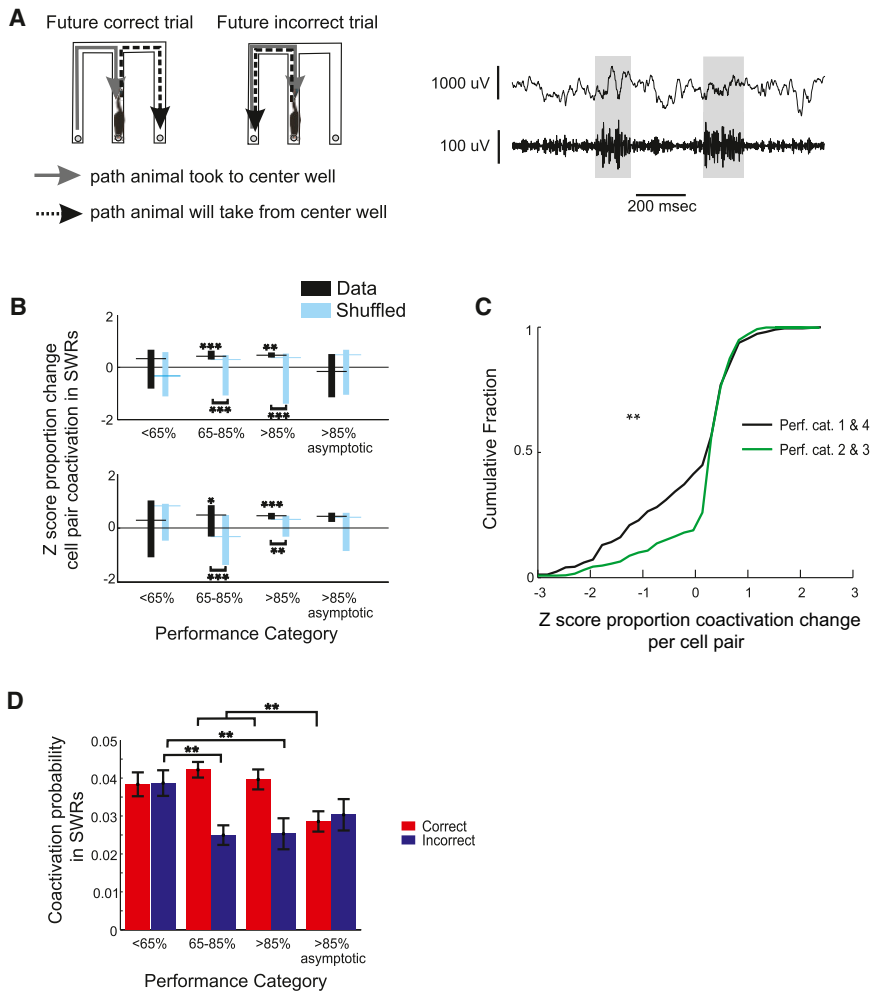 A
Future correct trial
Future incorrect trial
path animal took to center well
path animal will take from center well
1000 uV
100 uV
200 msec
B
Data
Shuffled
Z score proportion change
cell pair coactivation in SWRs
2
0
-2
***
**
***
***
<65%
65-85%
>85%
>85%
asymptotic
2
0
-2
*
***
**
***
<65%
65-85%
>85%
>85%
asymptotic
Performance Category
C
Cumulative Fraction
1
0.5
0
**
Perf. cat. 1 & 4
Perf. cat. 2 & 3
-3
-2
-1
0
1
2
3
Z score proportion coactivation change
per cell pair
D
Coactivation probability
in SWRs
0.05
0.04
0.03
0.02
0.01
0
**
**
**
Correct
Incorrect
<65%
65-85%
>85%
>85%
asymptotic
Performance Category